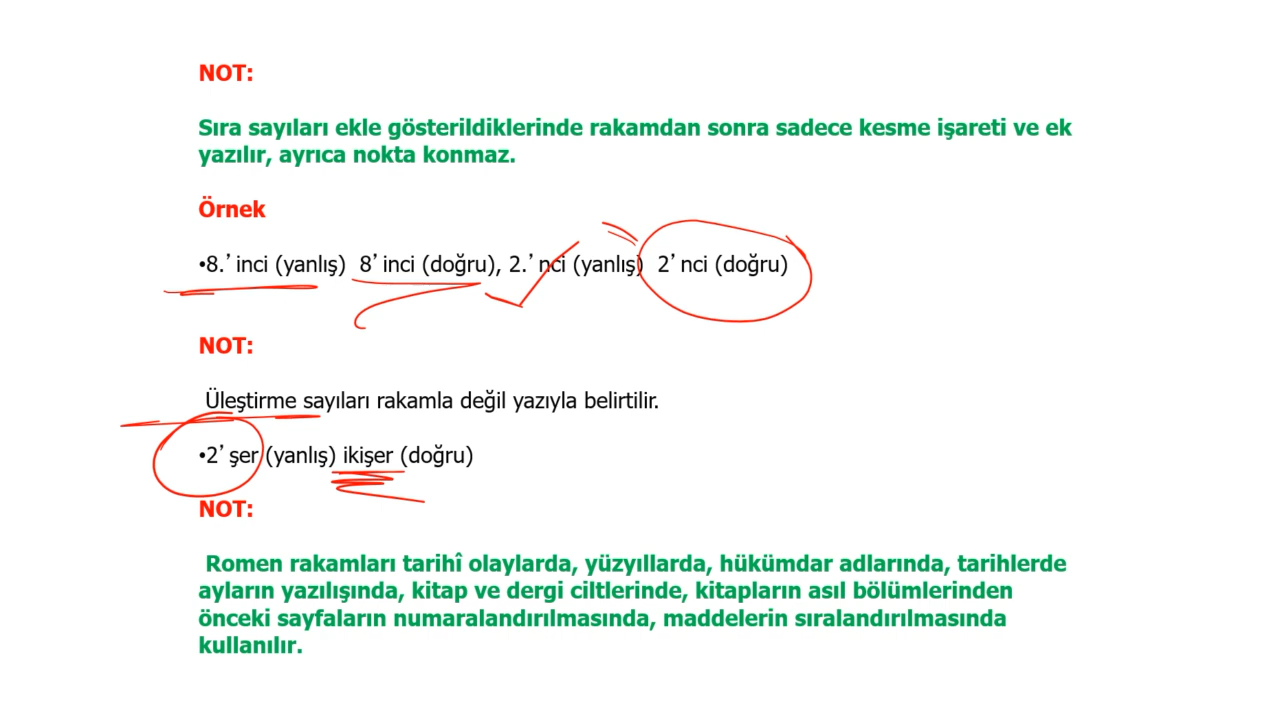 NOT:
Sıra sayıları ekle gösterildiklerinde rakamdan sonra sadece kesme işareti ve ek
yazılır, ayrıca nokta konmaz.
Örnek
•8.’ inci (yanlış)  8’ inci (doğru), 2.’ nci (yanlış)  2’ nci (doğru)
NOT:
Üleştirme sayıları rakamla değil yazıyla belirtilir.
•2’ şer (yanlış) ikişer (doğru)
NOT:
Romen rakamları tarihî olaylarda, yüzyıllarda, hükümdar adlarında, tarihlerde
ayların yazılışında, kitap ve dergi ciltlerinde, kitapların asıl bölümlerinden
önceki sayfaların numaralandırılmasında, maddelerin sıralandırılmasında
kullanılır.